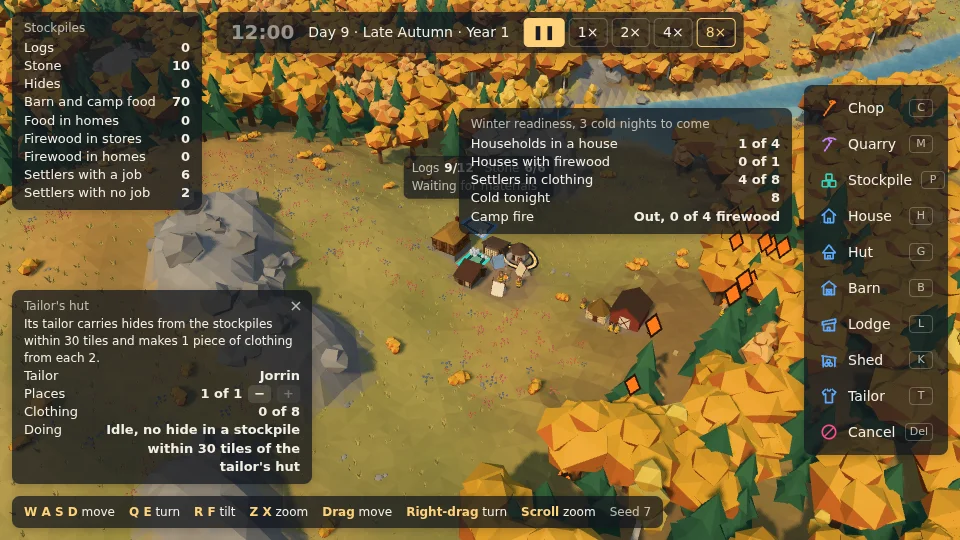 Stockpiles
Logs 0
Stone 10
Hides 0
Barn and camp food 70
Food in homes 0
Firewood in stores 0
Firewood in homes 0
Settlers with a job 6
Settlers with no job 2
12:00 Day 9 · Late Autumn · Year 1 1× 2× 4× 8×
Winter readiness, 3 cold nights to come
Households in a house 1 of 4
Houses with firewood 0 of 1
Settlers in clothing 4 of 8
Cold tonight 8
Camp fire Out, 0 of 4 firewood
Logs 9/12 Stone 6/6
Waiting for materials
Chop C
Quarry M
Stockpile P
House H
Hut G
Barn B
Lodge L
Shed K
Tailor T
Cancel Del
Tailor's hut
Its tailor carries hides from the stockpiles
within 30 tiles and makes 1 piece of clothing
from each 2.
Tailor Jorrin
Places 1 of 1 − +
Clothing 0 of 8
Doing Idle, no hide in a stockpile
within 30 tiles of the
tailor's hut
W A S D move Q E turn R F tilt Z X zoom Drag move Right-drag turn Scroll zoom Seed 7